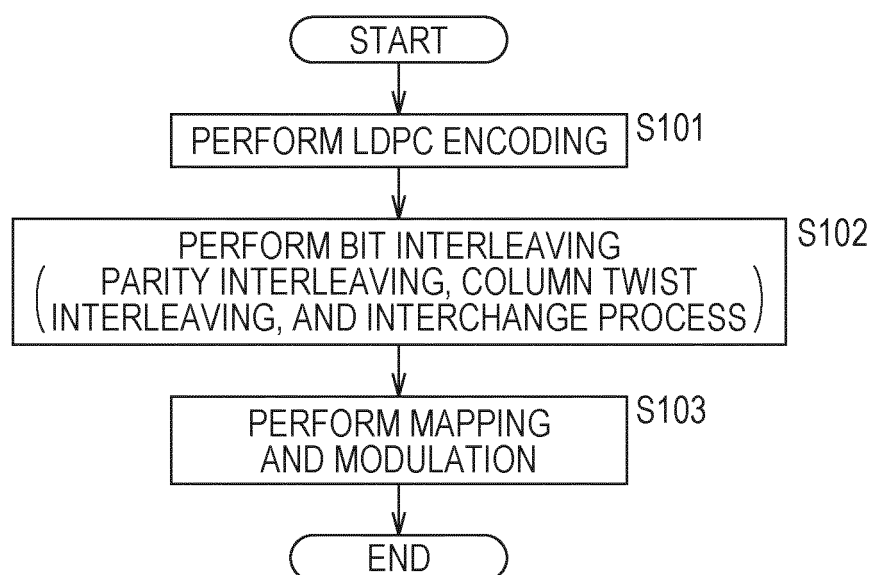 START
PERFORM LDPC ENCODING
S101
PERFORM BIT INTERLEAVING
(PARITY INTERLEAVING, COLUMN TWIST
INTERLEAVING, AND INTERCHANGE PROCESS)
S102
PERFORM MAPPING
AND MODULATION
S103
END